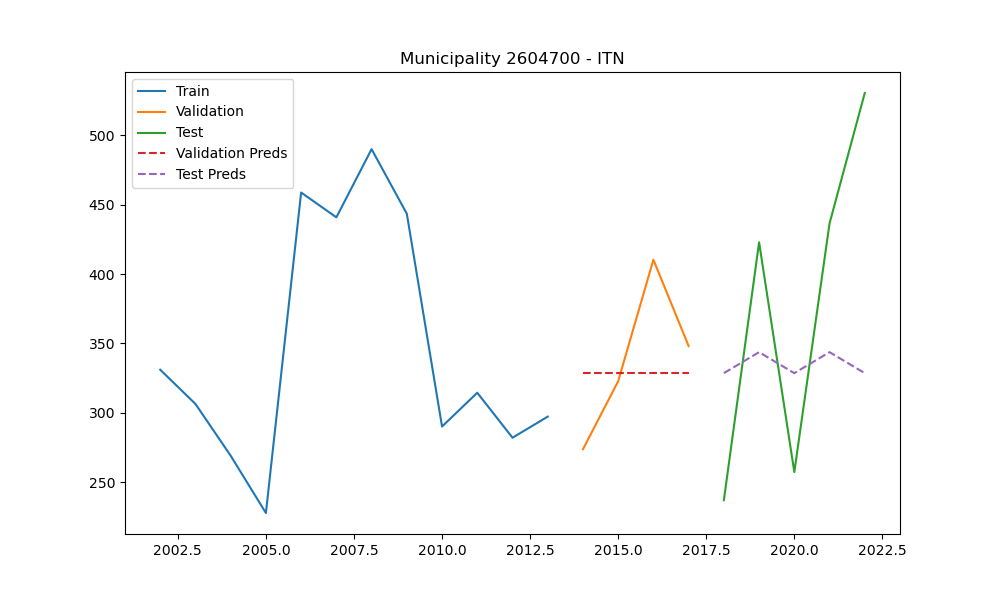 Municipality 2604700 - ITN
Train
Validation
Test
Validation Preds
Test Preds
500
450
400
350
300
250
2002.5 2005.0 2007.5 2010.0 2012.5 2015.0 2017.5 2020.0 2022.5